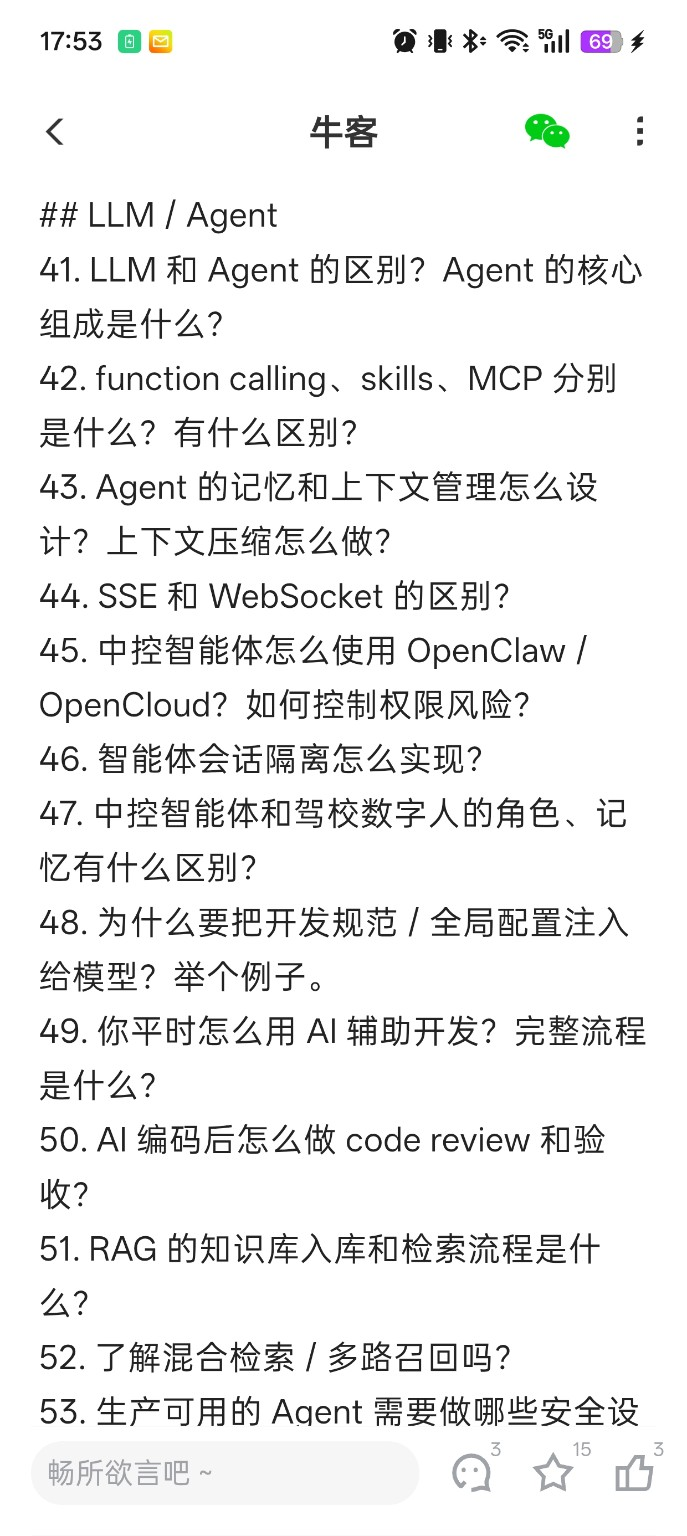 17:53
5G
69
牛客
## LLM / Agent
41. LLM 和 Agent 的区别？Agent 的核心
组成是什么？
42. function calling、skills、MCP 分别
是什么？有什么区别？
43. Agent 的记忆和上下文管理怎么设
计？上下文压缩怎么做？
44. SSE 和 WebSocket 的区别？
45. 中控智能体怎么使用 OpenClaw /
OpenCloud？如何控制权限风险？
46. 智能体会话隔离怎么实现？
47. 中控智能体和驾校数字人的角色、记
忆有什么区别？
48. 为什么要把开发规范 / 全局配置注入
给模型？举个例子。
49. 你平时怎么用 AI 辅助开发？完整流程
是什么？
50. AI 编码后怎么做 code review 和验
收？
51. RAG 的知识库入库和检索流程是什
么？
52. 了解混合检索 / 多路召回吗？
53. 生产可用的 Agent 需要做哪些安全设
畅所欲言吧 ~
3
15
3